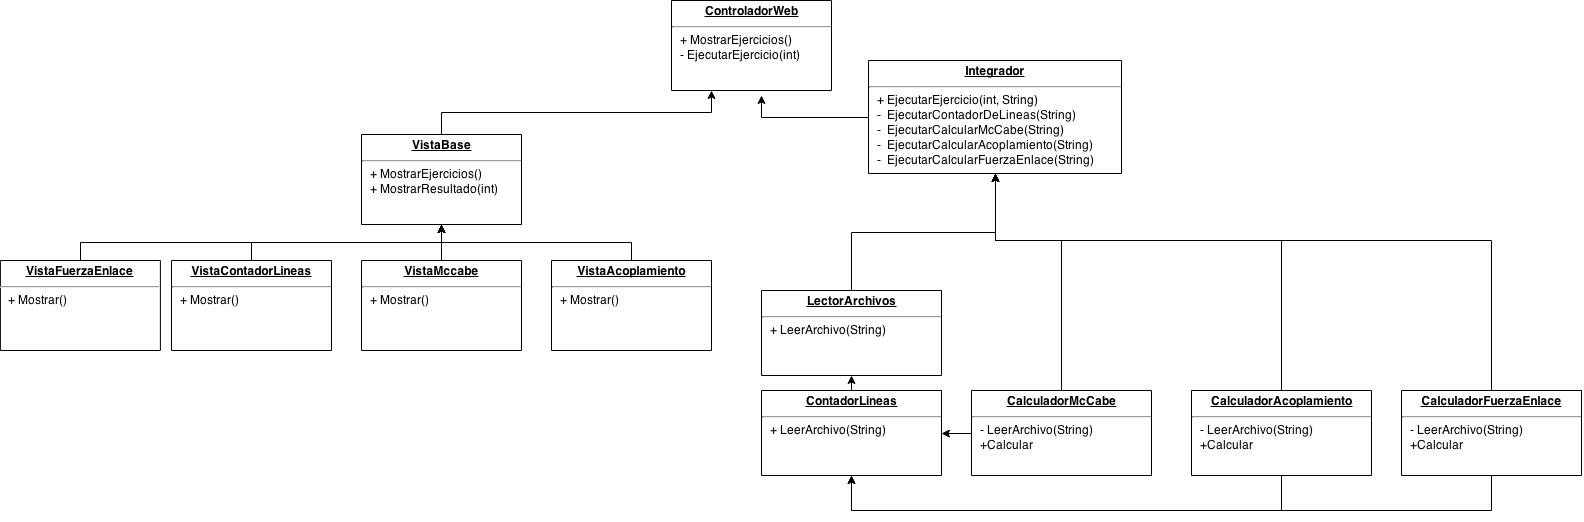 ControladorWeb
+ MostrarEjercicios()
- EjecutarEjercicio(int)
Integrador
+ EjecutarEjercicio(int, String)
- EjecutarContadorDeLineas(String)
- EjecutarCalcularMcCabe(String)
- EjecutarCalcularAcoplamiento(String)
- EjecutarCalcularFuerzaEnlace(String)
VistaBase
+ MostrarEjercicios()
+ MostrarResultado(int)
VistaFuerzaEnlace
+ Mostrar()
VistaContadorLineas
+ Mostrar()
VistaMccabe
+ Mostrar()
VistaAcoplamiento
+ Mostrar()
LectorArchivos
+ LeerArchivo(String)
ContadorLineas
+ LeerArchivo(String)
CalculadorMcCabe
- LeerArchivo(String)
+Calcular
CalculadorAcoplamiento
- LeerArchivo(String)
+Calcular
CalculadorFuerzaEnlace
- LeerArchivo(String)
+Calcular